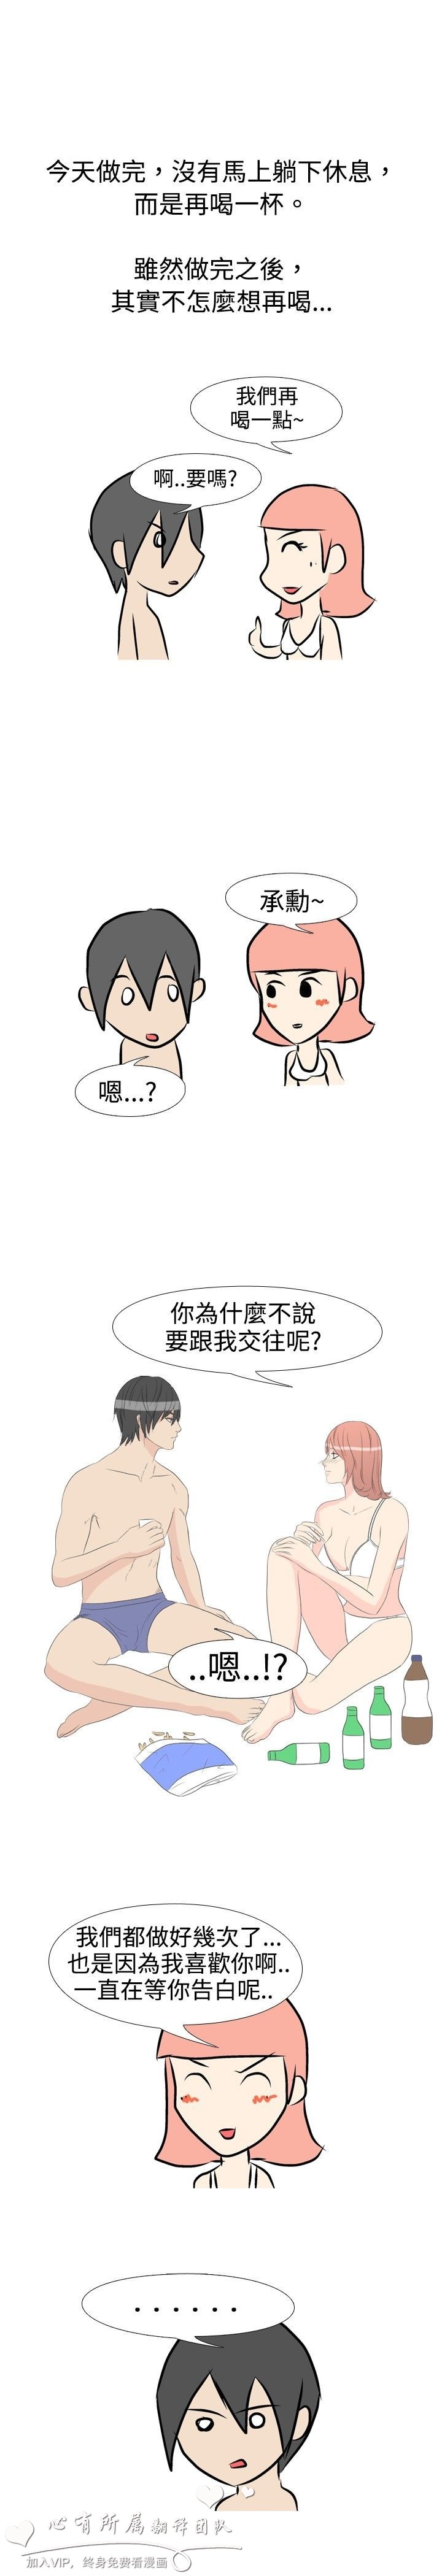 今天做完，沒有馬上躺下休息，
而是再喝一杯。
雖然做完之後，
其實不怎麼想再喝...
我們再
喝一點~
啊..要嗎?
承勳~
嗯...?
你為什麼不說
要跟我交往呢?
..嗯..!?
我們都做好幾次了...
也是因為我喜歡你啊..
一直在等你告白呢..
......
心有所属翻译团队
加入VIP，终身免费看漫画